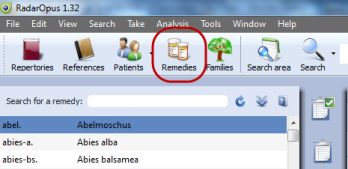 RadarOpus 1.32
File Edit View Search Take Analysis Tools Window Help
Repertories References Patients Remedies Families Search area Search
Search for a remedy:
abel. Abelmoschus
abies-a. Abies alba
abies-bs. Abies balsamea